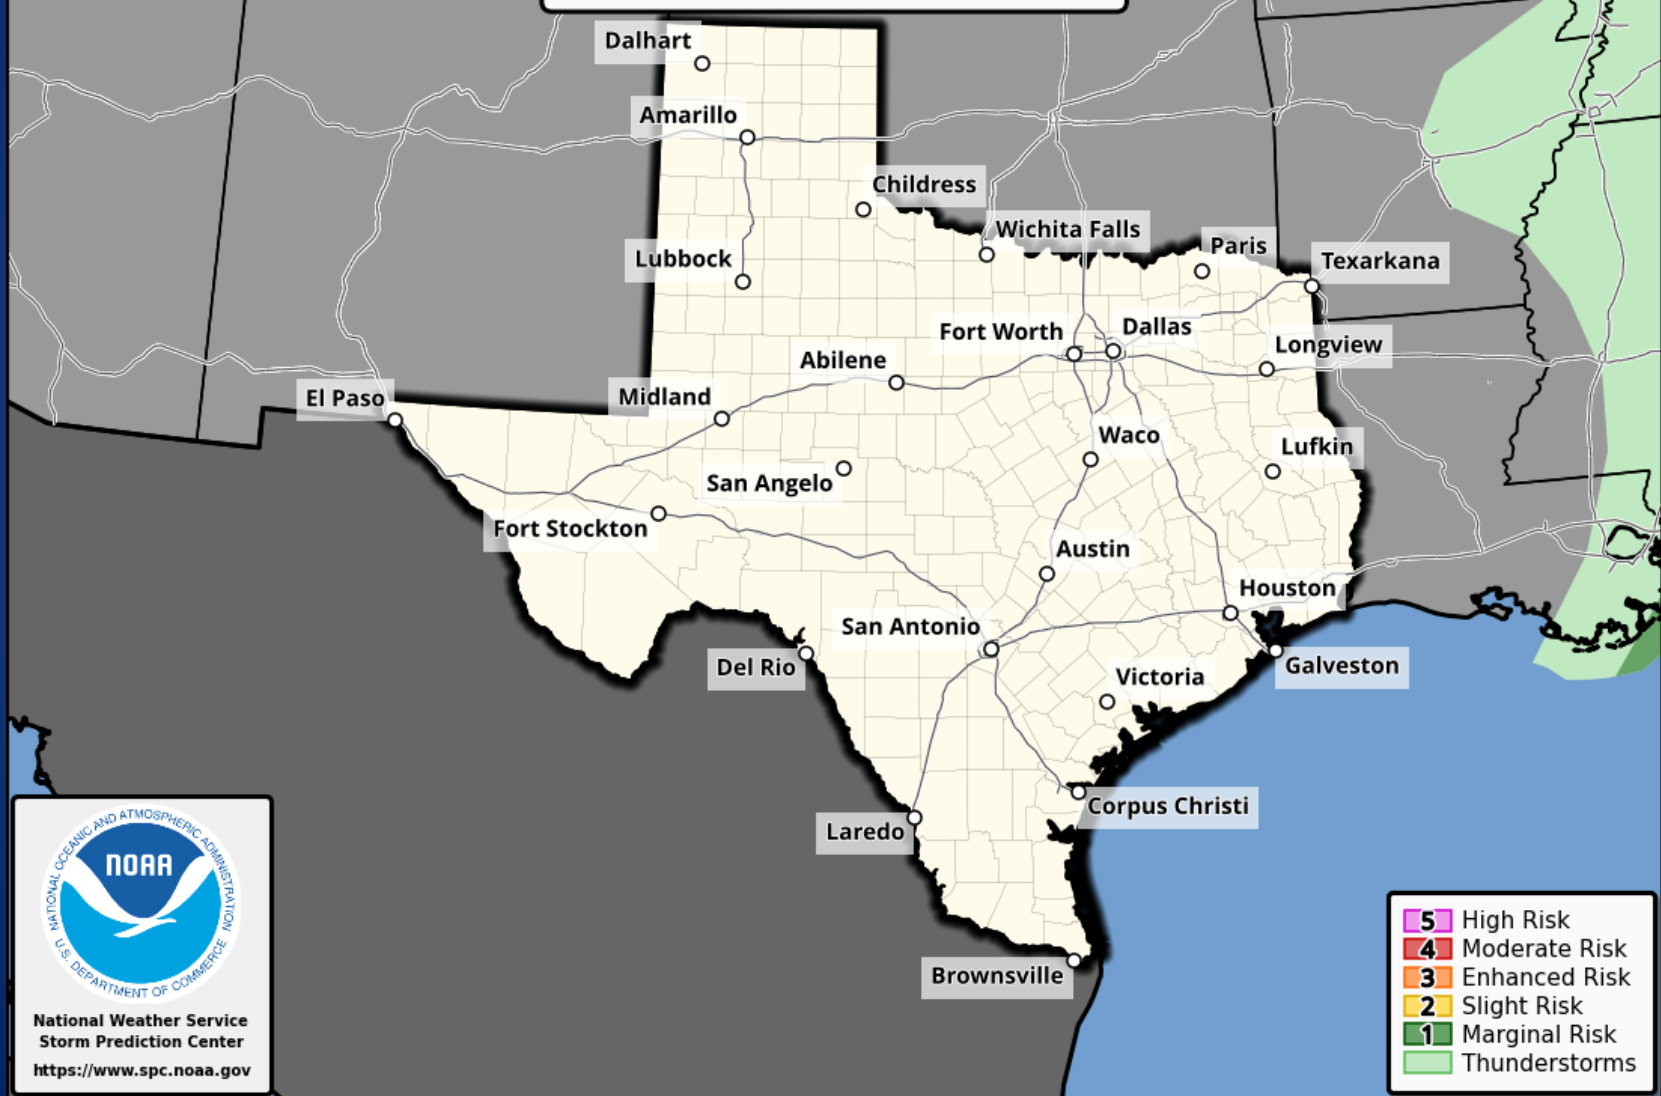 Dalhart
Amarillo
Childress
Wichita Falls
Paris
Texarkana
Lubbock
Fort Worth
Dallas
Longview
Abilene
El Paso
Midland
Waco
Lufkin
San Angelo
Fort Stockton
Austin
Houston
San Antonio
Del Rio
Galveston
Victoria
Corpus Christi
Laredo
Brownsville
NATIONAL OCEANIC AND ATMOSPHERIC ADMINISTRATION
NOAA
U.S. DEPARTMENT OF COMMERCE
National Weather Service
Storm Prediction Center
https://www.spc.noaa.gov
5 High Risk
4 Moderate Risk
3 Enhanced Risk
2 Slight Risk
1 Marginal Risk
Thunderstorms